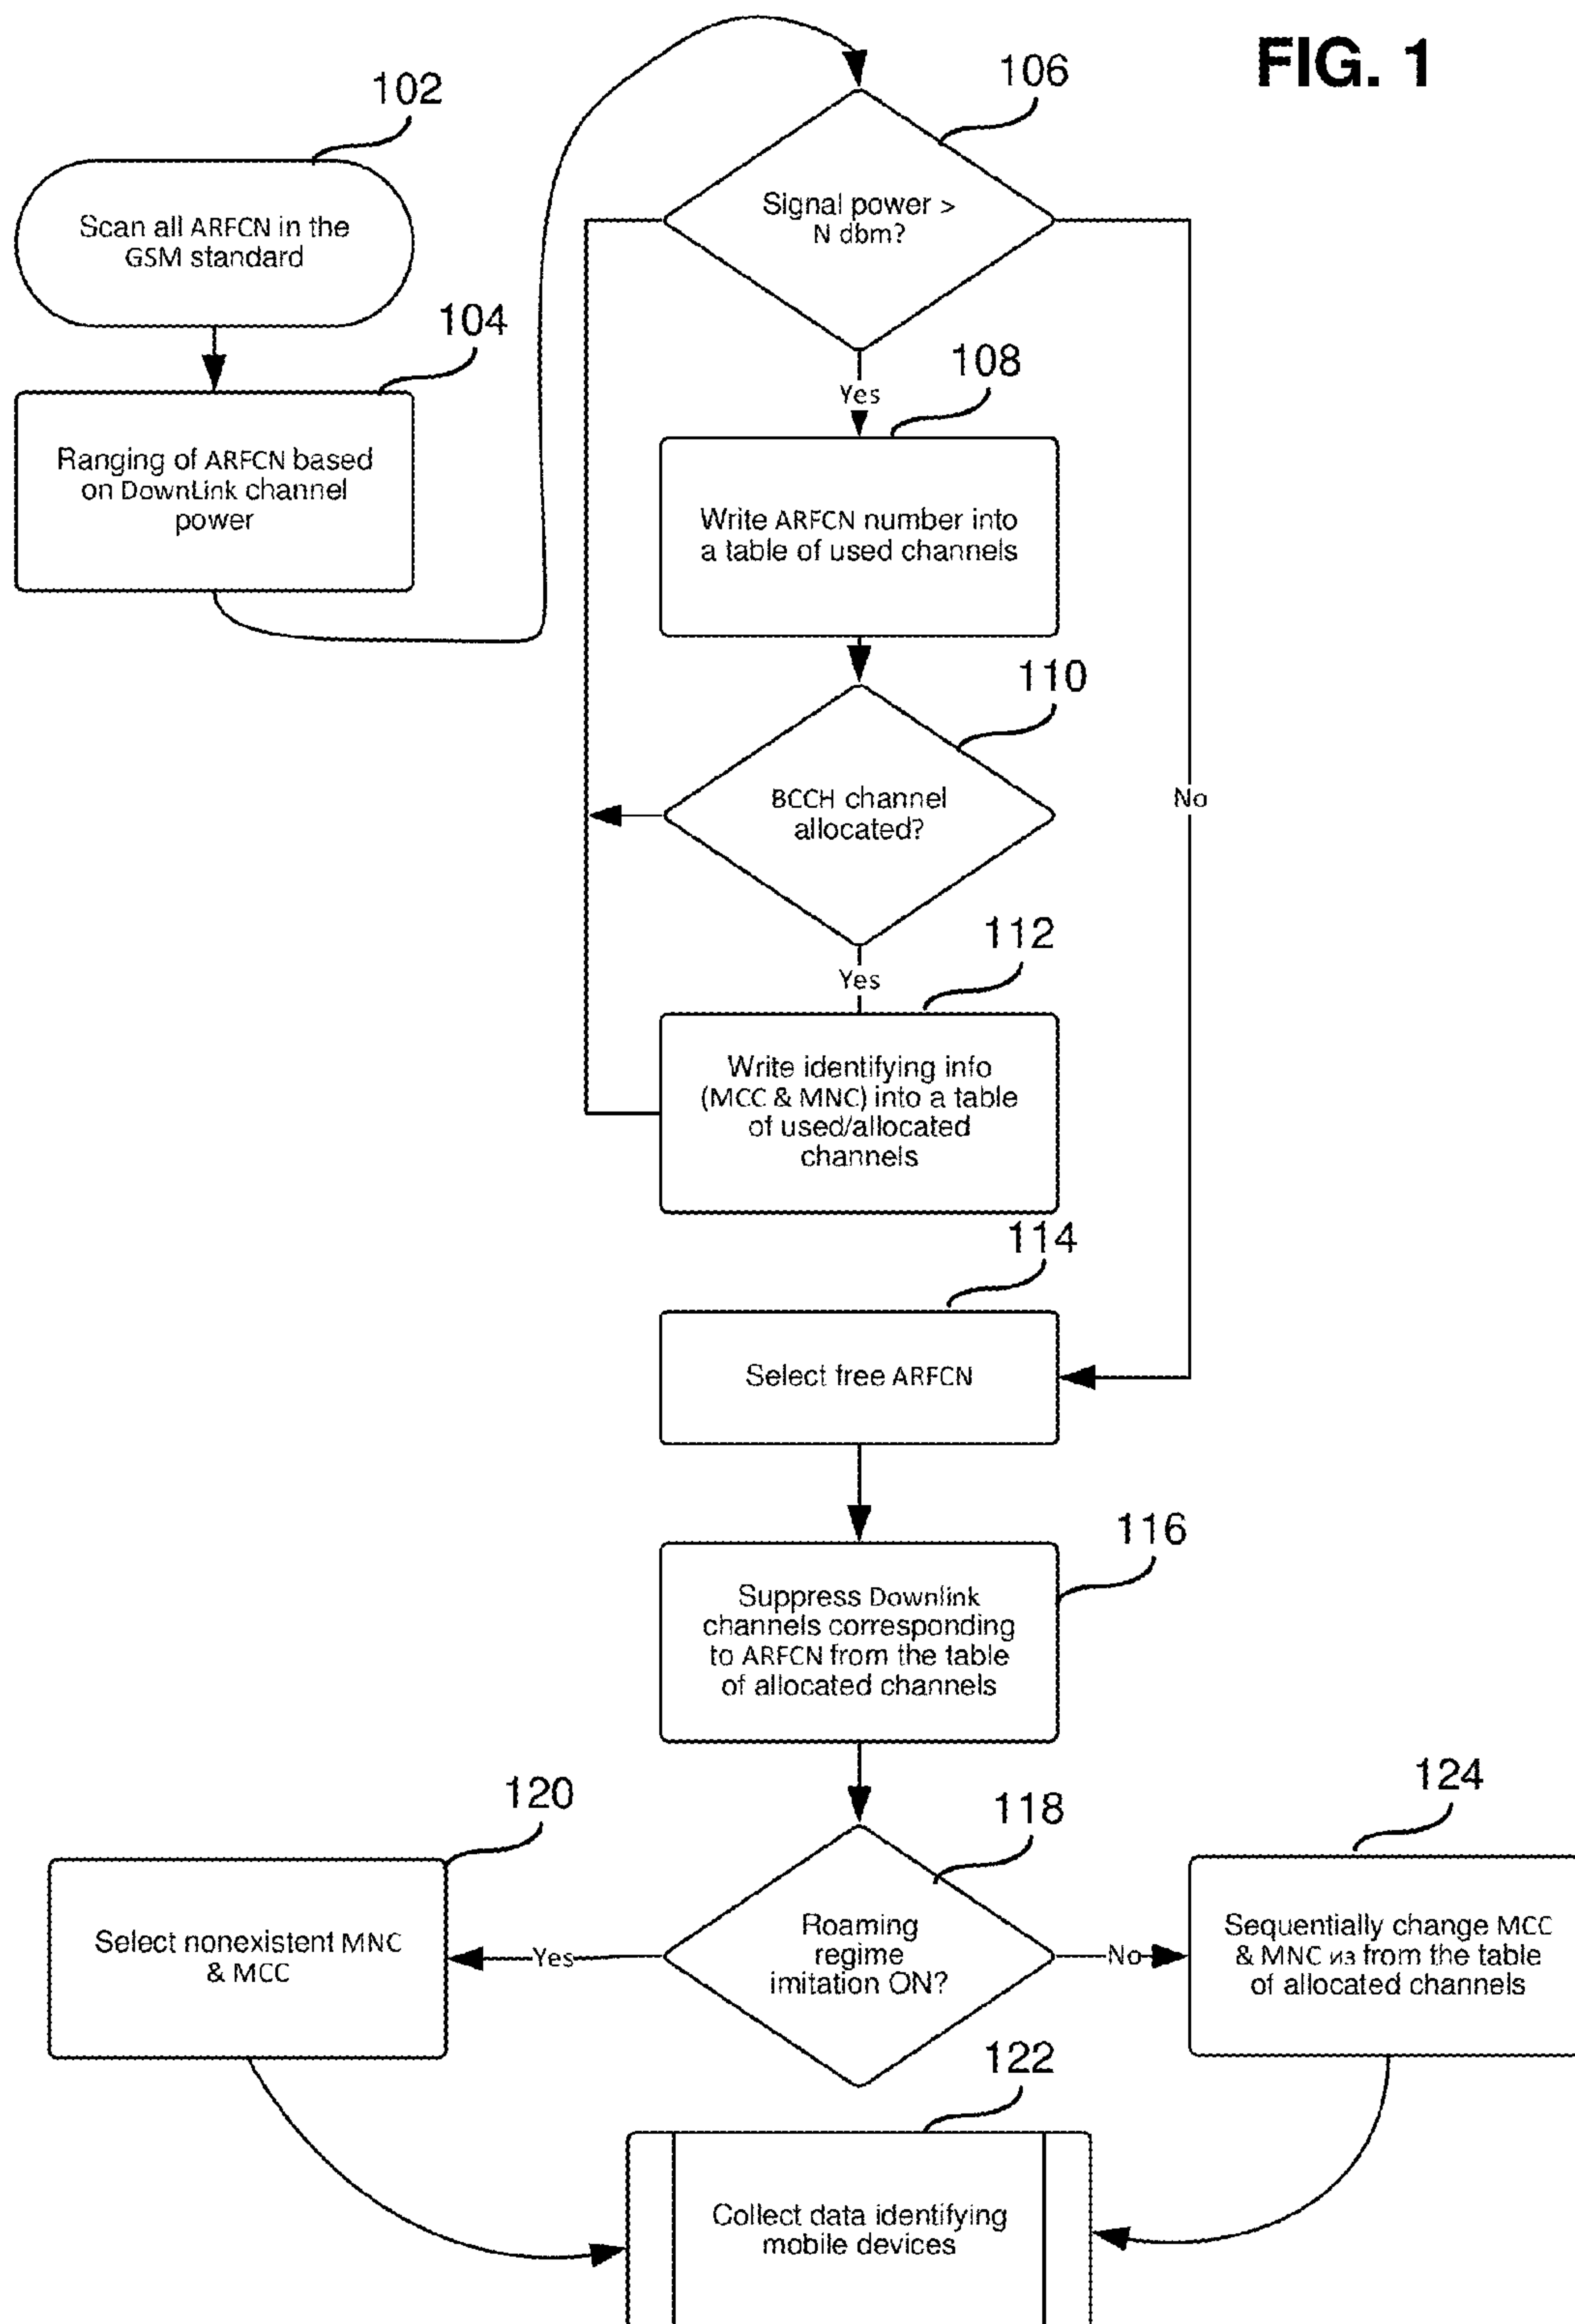 FIG. 1
102
Scan all ARFCN in the
GSM standard
104
Ranging of ARFCN based
on DownLink channel
power
106
Signal power >
N dbm?
Yes
No
108
Write ARFCN number into
a table of used channels
110
BCCH channel
allocated?
Yes
112
Write identifying info
(MCC & MNC) into a table
of used/allocated
channels
114
Select free ARFCN
116
Suppress Downlink
channels corresponding
to ARFCN from the table
of allocated channels
118
Roaming
regime
imitation ON?
Yes
No
120
Select nonexistent MNC
& MCC
124
Sequentially change MCC
& MNC из from the table
of allocated channels
122
Collect data identifying
mobile devices